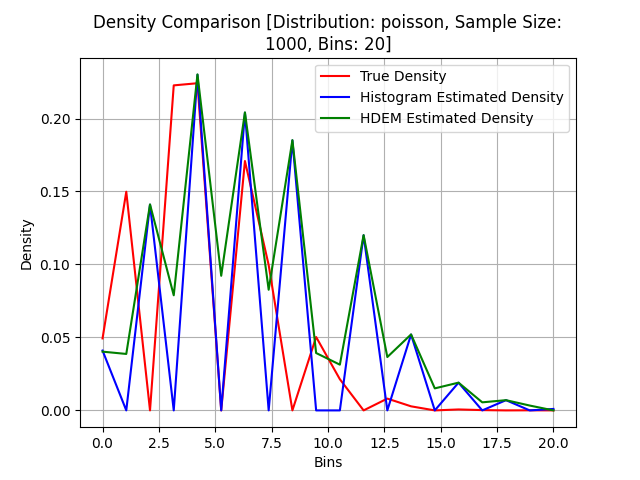 Density Comparison [Distribution: poisson, Sample Size:
1000, Bins: 20]
True Density
Histogram Estimated Density
HDEM Estimated Density
Density
0.20
0.15
0.10
0.05
0.00
0.0 2.5 5.0 7.5 10.0 12.5 15.0 17.5 20.0
Bins